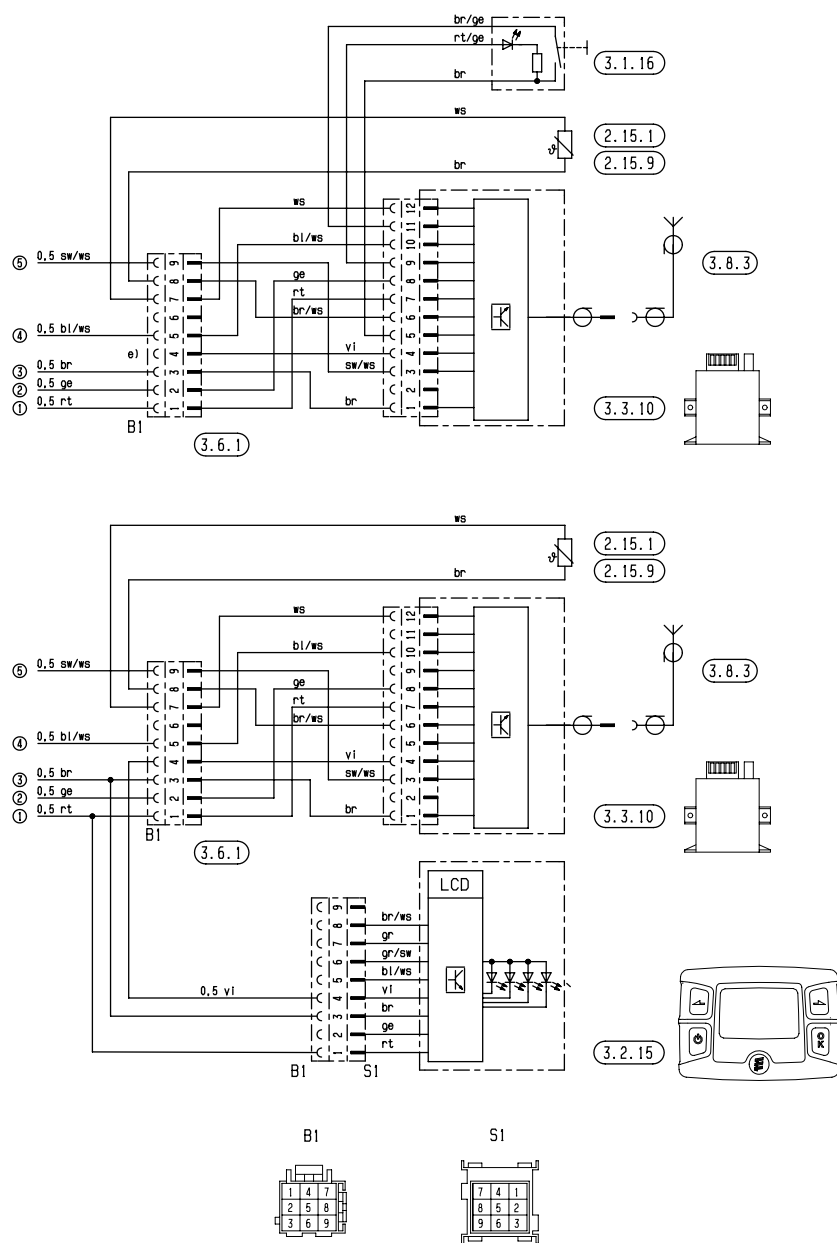 br/ge
rt/ge
3.1.16
br
ws
2.15.1
br
2.15.9
ws
12
11
bl/ws
10
3.8.3
⑤ 0,5 sw/ws
9
9
8
ge
8
7
rt
7
6
br/ws
6
④ 0,5 bl/ws
5
5
e)
4
vi
4
③ 0,5 br
3
sw/ws
3
② 0,5 ge
2
2
① 0,5 rt
1
br
1
3.3.10
B1
3.6.1
ws
2.15.1
br
2.15.9
ws
12
11
bl/ws
10
3.8.3
⑤ 0,5 sw/ws
9
9
8
ge
8
7
rt
7
6
br/ws
6
④ 0,5 bl/ws
5
5
4
vi
4
③ 0,5 br
3
sw/ws
3
② 0,5 ge
2
2
① 0,5 rt
1
br
1
3.3.10
B1
3.6.1
LCD
9
8
br/ws
7
gr
6
gr/sw
5
bl/ws
0,5 vi
4
vi
3
br
2
ge
1
rt
OK
3.2.15
B1
S1
B1
S1
1 4 7
2 5 8
3 6 9
7 4 1
8 5 2
9 6 3